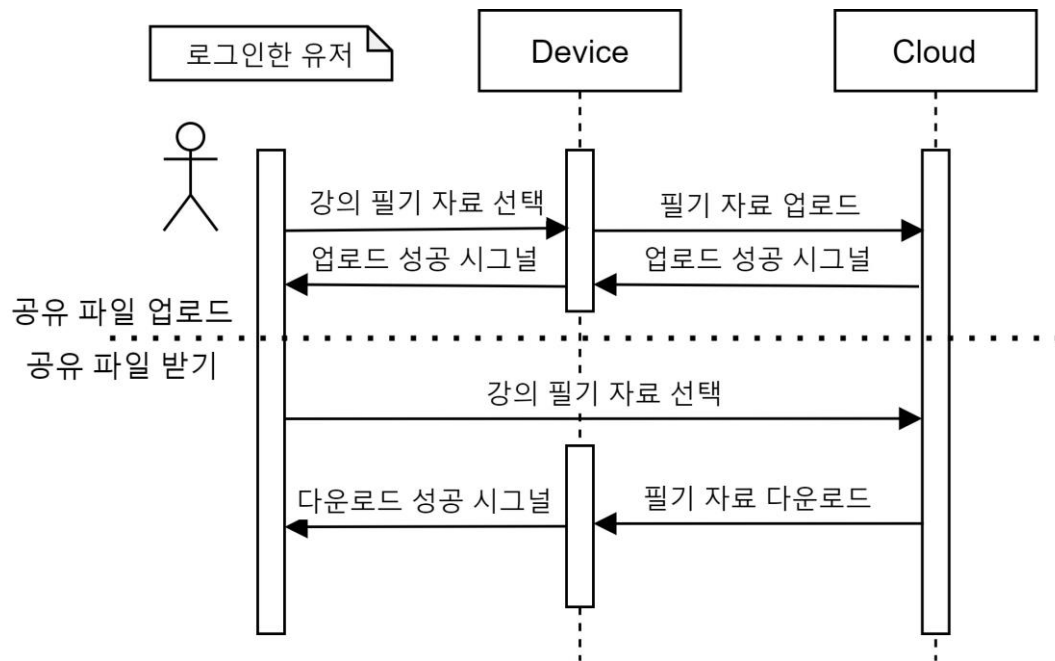 로그인한 유저
Device
Cloud
강의 필기 자료 선택
필기 자료 업로드
업로드 성공 시그널
업로드 성공 시그널
공유 파일 업로드
공유 파일 받기
강의 필기 자료 선택
다운로드 성공 시그널
필기 자료 다운로드